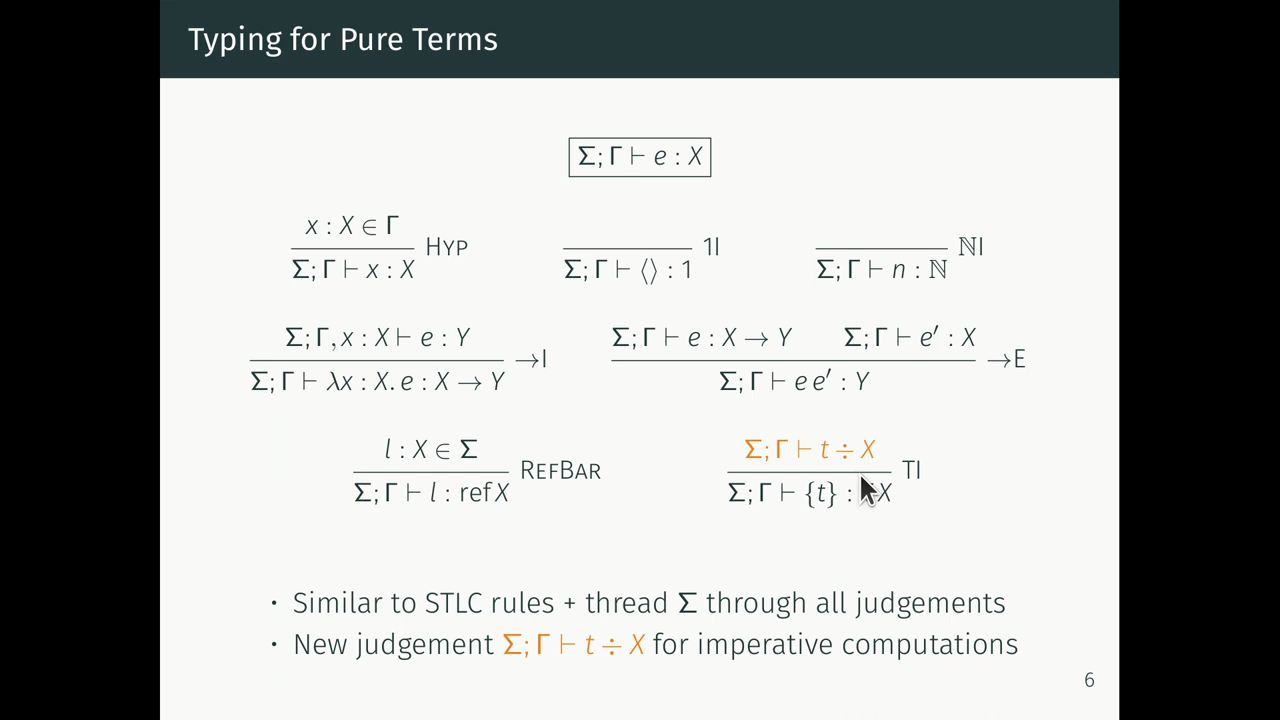 Typing for Pure Terms
Σ; Γ ⊢ e : X
x : X ∈ Γ
Σ; Γ ⊢ x : X
HYP
Σ; Γ ⊢ ⟨⟩ : 1
1I
Σ; Γ ⊢ n : ℕ
ℕI
Σ; Γ, x : X ⊢ e : Y
Σ; Γ ⊢ λx : X. e : X → Y
→I
Σ; Γ ⊢ e : X → Y Σ; Γ ⊢ e′ : X
Σ; Γ ⊢ e e′ : Y
→E
l : X ∈ Σ
Σ; Γ ⊢ l : ref X
REFBAR
Σ; Γ ⊢ t ÷ X
Σ; Γ ⊢ {t} : X
TI
• Similar to STLC rules + thread Σ through all judgements
• New judgement Σ; Γ ⊢ t ÷ X for imperative computations
6